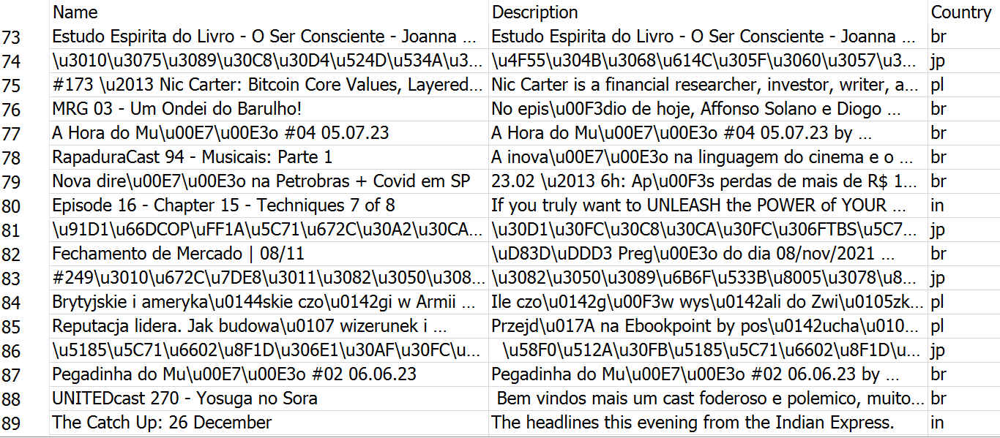 Name Description Country
73 Estudo Espirita do Livro - O Ser Consciente - Joanna ... Estudo Espirita do Livro - O Ser Consciente - Joanna ... br
74 \u3010\u3075\u3089\u30C8\u30D4\u524D\u534A\u3... \u4F55\u304B\u3068\u614C\u305F\u3060\u3057\u3... jp
75 #173 \u2013 Nic Carter: Bitcoin Core Values, Layered... Nic Carter is a financial researcher, investor, writer, a... pl
76 MRG 03 - Um Ondei do Barulho! No epis\u00F3dio de hoje, Affonso Solano e Diogo ... br
77 A Hora do Mu\u00E7\u00E3o #04 05.07.23 A Hora do Mu\u00E7\u00E3o #04 05.07.23 by ... br
78 RapaduraCast 94 - Musicais: Parte 1 A inova\u00E7\u00E3o na linguagem do cinema e o ... br
79 Nova dire\u00E7\u00E3o na Petrobras + Covid em SP 23.02 \u2013 6h: Ap\u00F3s perdas de mais de R$ 1... br
80 Episode 16 - Chapter 15 - Techniques 7 of 8 If you truly want to UNLEASH the POWER of YOUR ... in
81 \u91D1\u66DCOP\uFF1A\u5C71\u672C\u30A2\u30CA... \u30D1\u30FC\u30C8\u30CA\u30FC\u306FTBS\u5C7... jp
82 Fechamento de Mercado | 08/11 \uD83D\uDDD3 Preg\u00E3o do dia 08/nov/2021 ... br
83 #249\u3010\u672C\u7DE8\u3011\u3082\u3050\u308... \u3082\u3050\u3089\u6B6F\u533B\u8005\u3078\u8... jp
84 Brytyjskie i ameryka\u0144skie czo\u0142gi w Armii ... Ile czo\u0142g\u00F3w wys\u0142ali do Zwi\u0105zk... pl
85 Reputacja lidera. Jak budowa\u0107 wizerunek i ... Przejd\u017A na Ebookpoint by pos\u0142ucha\u010... pl
86 \u5185\u5C71\u6602\u8F1D\u306E1\u30AF\u30FC\u... \u58F0\u512A\u30FB\u5185\u5C71\u6602\u8F1D\u... jp
87 Pegadinha do Mu\u00E7\u00E3o #02 06.06.23 Pegadinha do Mu\u00E7\u00E3o #02 06.06.23 by ... br
88 UNITEDcast 270 - Yosuga no Sora Bem vindos mais um cast foderoso e polemico, muito... br
89 The Catch Up: 26 December The headlines this evening from the Indian Express. in